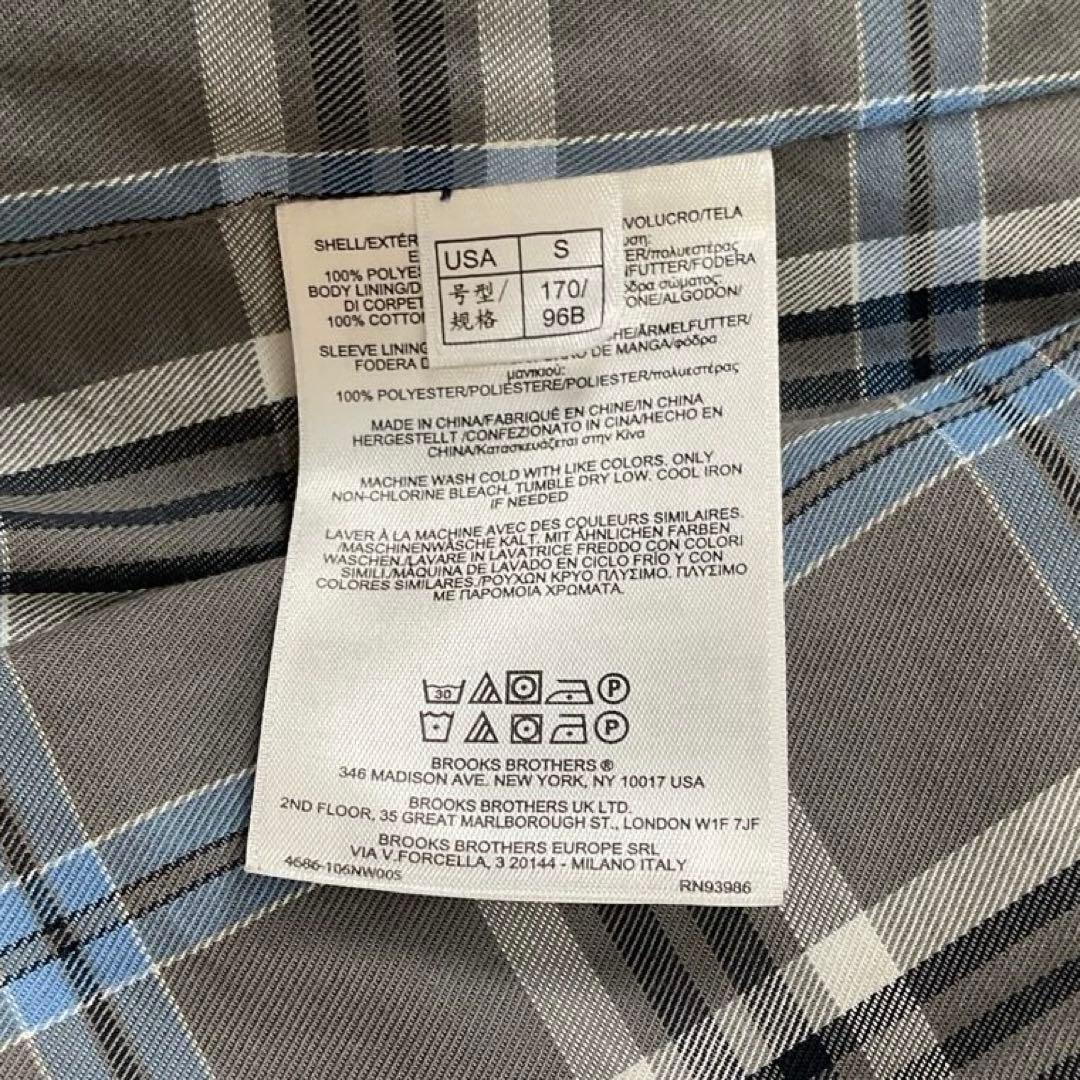 USA S
号型/ 170/
规格 96B
SHELL/EXTÉR VOLUCRO/TELA
E
100% POLYE ER/πολυεστέρας
BODY LINING/D FUTTER/FODERA
DI CORPET όδρα σώματος
100% COTTO ONE/ALGODON/
SLEEVE LINING HE/ÄRMELFUTTER/
FODERA D DE MANGA/φόδρα
μανικιού:
100% POLYESTER/POLIESTERE/POLIESTER/πολυεστέρας
MADE IN CHINA/FABRIQUÉ EN CHINE/IN CHINA
HERGESTELLT /CONFEZIONATO IN CINA/HECHO EN
CHINA/Κατασκευάζεται στην Κίνα
MACHINE WASH COLD WITH LIKE COLORS. ONLY
NON-CHLORINE BLEACH. TUMBLE DRY LOW. COOL IRON
IF NEEDED
LAVER À LA MACHINE AVEC DES COULEURS SIMILAIRES.
/MASCHINENWÄSCHE KALT. MIT ÄHNLICHEN FARBEN
WASCHEN./LAVARE IN LAVATRICE FREDDO CON COLORI
SIMILI/MÁQUINA DE LAVADO EN CICLO FRÍO Y CON
COLORES SIMILARES./ΡΟΥΧΩΝ ΚΡΥΟ ΠΛΥΣΙΜΟ. ΠΛΥΣΙΜΟ
ΜΕ ΠΑΡΟΜΟΙΑ ΧΡΩΜΑΤΑ.
30 P
P
BROOKS BROTHERS ®
346 MADISON AVE. NEW YORK, NY 10017 USA
BROOKS BROTHERS UK LTD.
2ND FLOOR, 35 GREAT MARLBOROUGH ST., LONDON W1F 7JF
BROOKS BROTHERS EUROPE SRL
VIA V.FORCELLA, 3 20144 - MILANO ITALY
4686-106NW00S RN93986